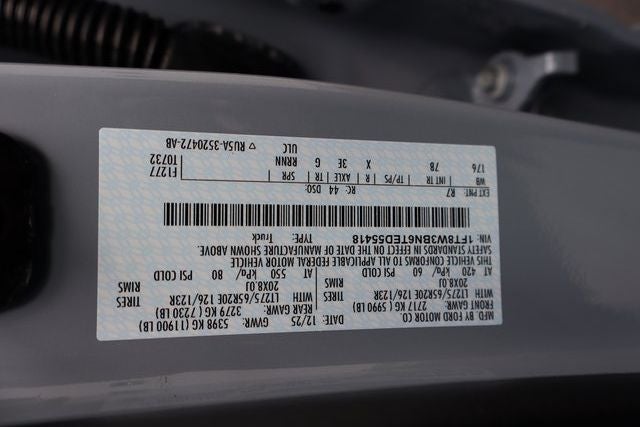 MFD. BY FORD MOTOR CO.
DATE: 12/25 GVWR: 5398 KG (11900 LB)
FRONT GAWR: 2717 KG (5990 LB) REAR GAWR: 3279 KG (7230 LB)
WITH LT275/65R20E 126/123R TIRES WITH LT275/65R20E 126/123R TIRES
20X8.0J RIMS 20X8.0J RIMS
AT 420 kPa/ 60 PSI COLD AT 550 kPa/ 80 PSI COLD
THIS VEHICLE CONFORMS TO ALL APPLICABLE FEDERAL MOTOR VEHICLE
SAFETY STANDARDS IN EFFECT ON THE DATE OF MANUFACTURE SHOWN ABOVE.
VIN: 1FT8W3BN6TED55418 TYPE: Truck
EXT PNT: R7 RC: 44 DSO:
WB INT TR TP/PS R AXLE TR SPR F1277
176 7B X 3E G RRNN T0732
ULC ▽ RU5A-3520472-AB